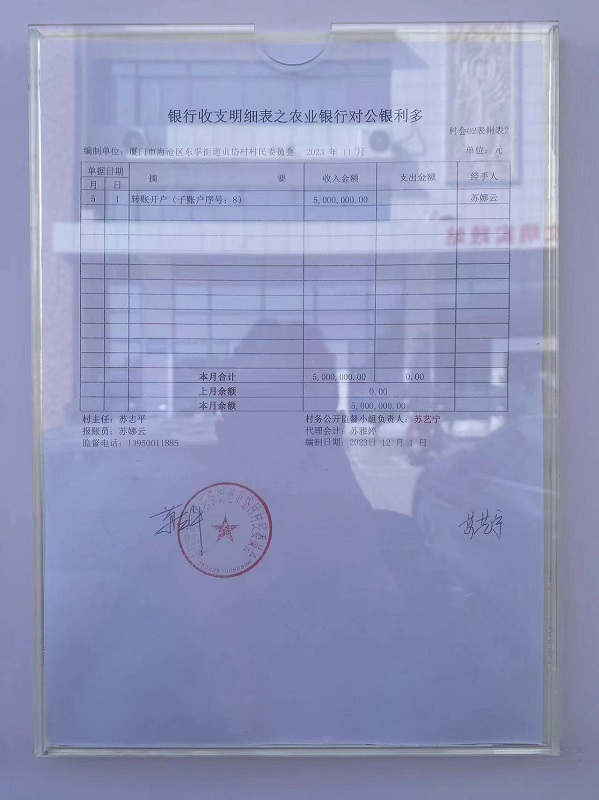 银行收支明细表之农业银行对公银利多
村会02表附表2
编制单位：厦门市海沧区东孚街道贞岱村村民委员会 2023 年 11 月 单位：元
单据日期 摘 要 收入金额 支出金额 经手人
月 日
5 1 转账开户（子账户序号：8） 5,000,000.00 苏娜云
本月合计 5,000,000.00 0.00
上月余额 0.00
本月余额 5,000,000.00
村主任：苏志平 村务公开监督小组负责人：苏艺宁
报账员：苏娜云 代理会计：苏雅婷
监督电话：13950011885 编制日期：2023日 12 月 1 日
苏艺宁